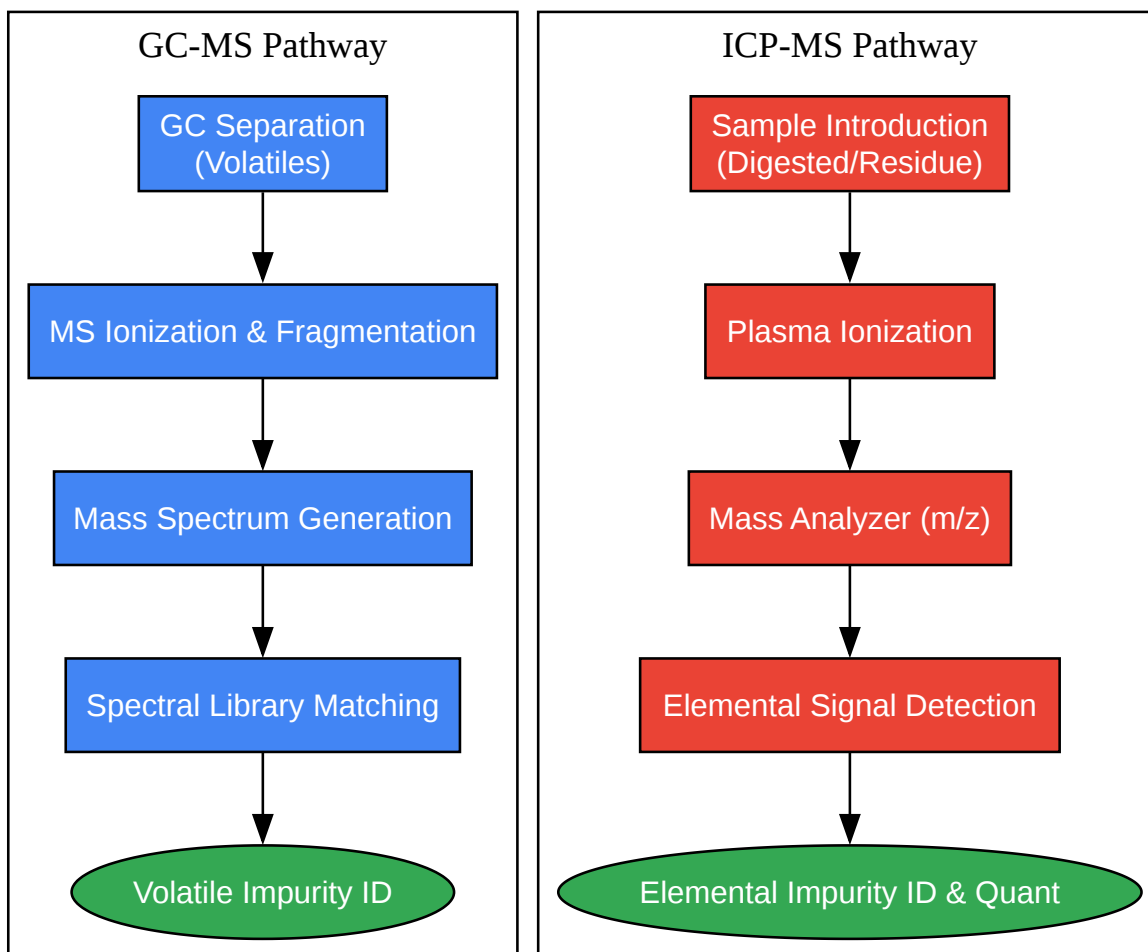 GC-MS Pathway
GC Separation
(Volatiles)
MS Ionization & Fragmentation
Mass Spectrum Generation
Spectral Library Matching
Volatile Impurity ID
ICP-MS Pathway
Sample Introduction
(Digested/Residue)
Plasma Ionization
Mass Analyzer (m/z)
Elemental Signal Detection
Elemental Impurity ID & Quant